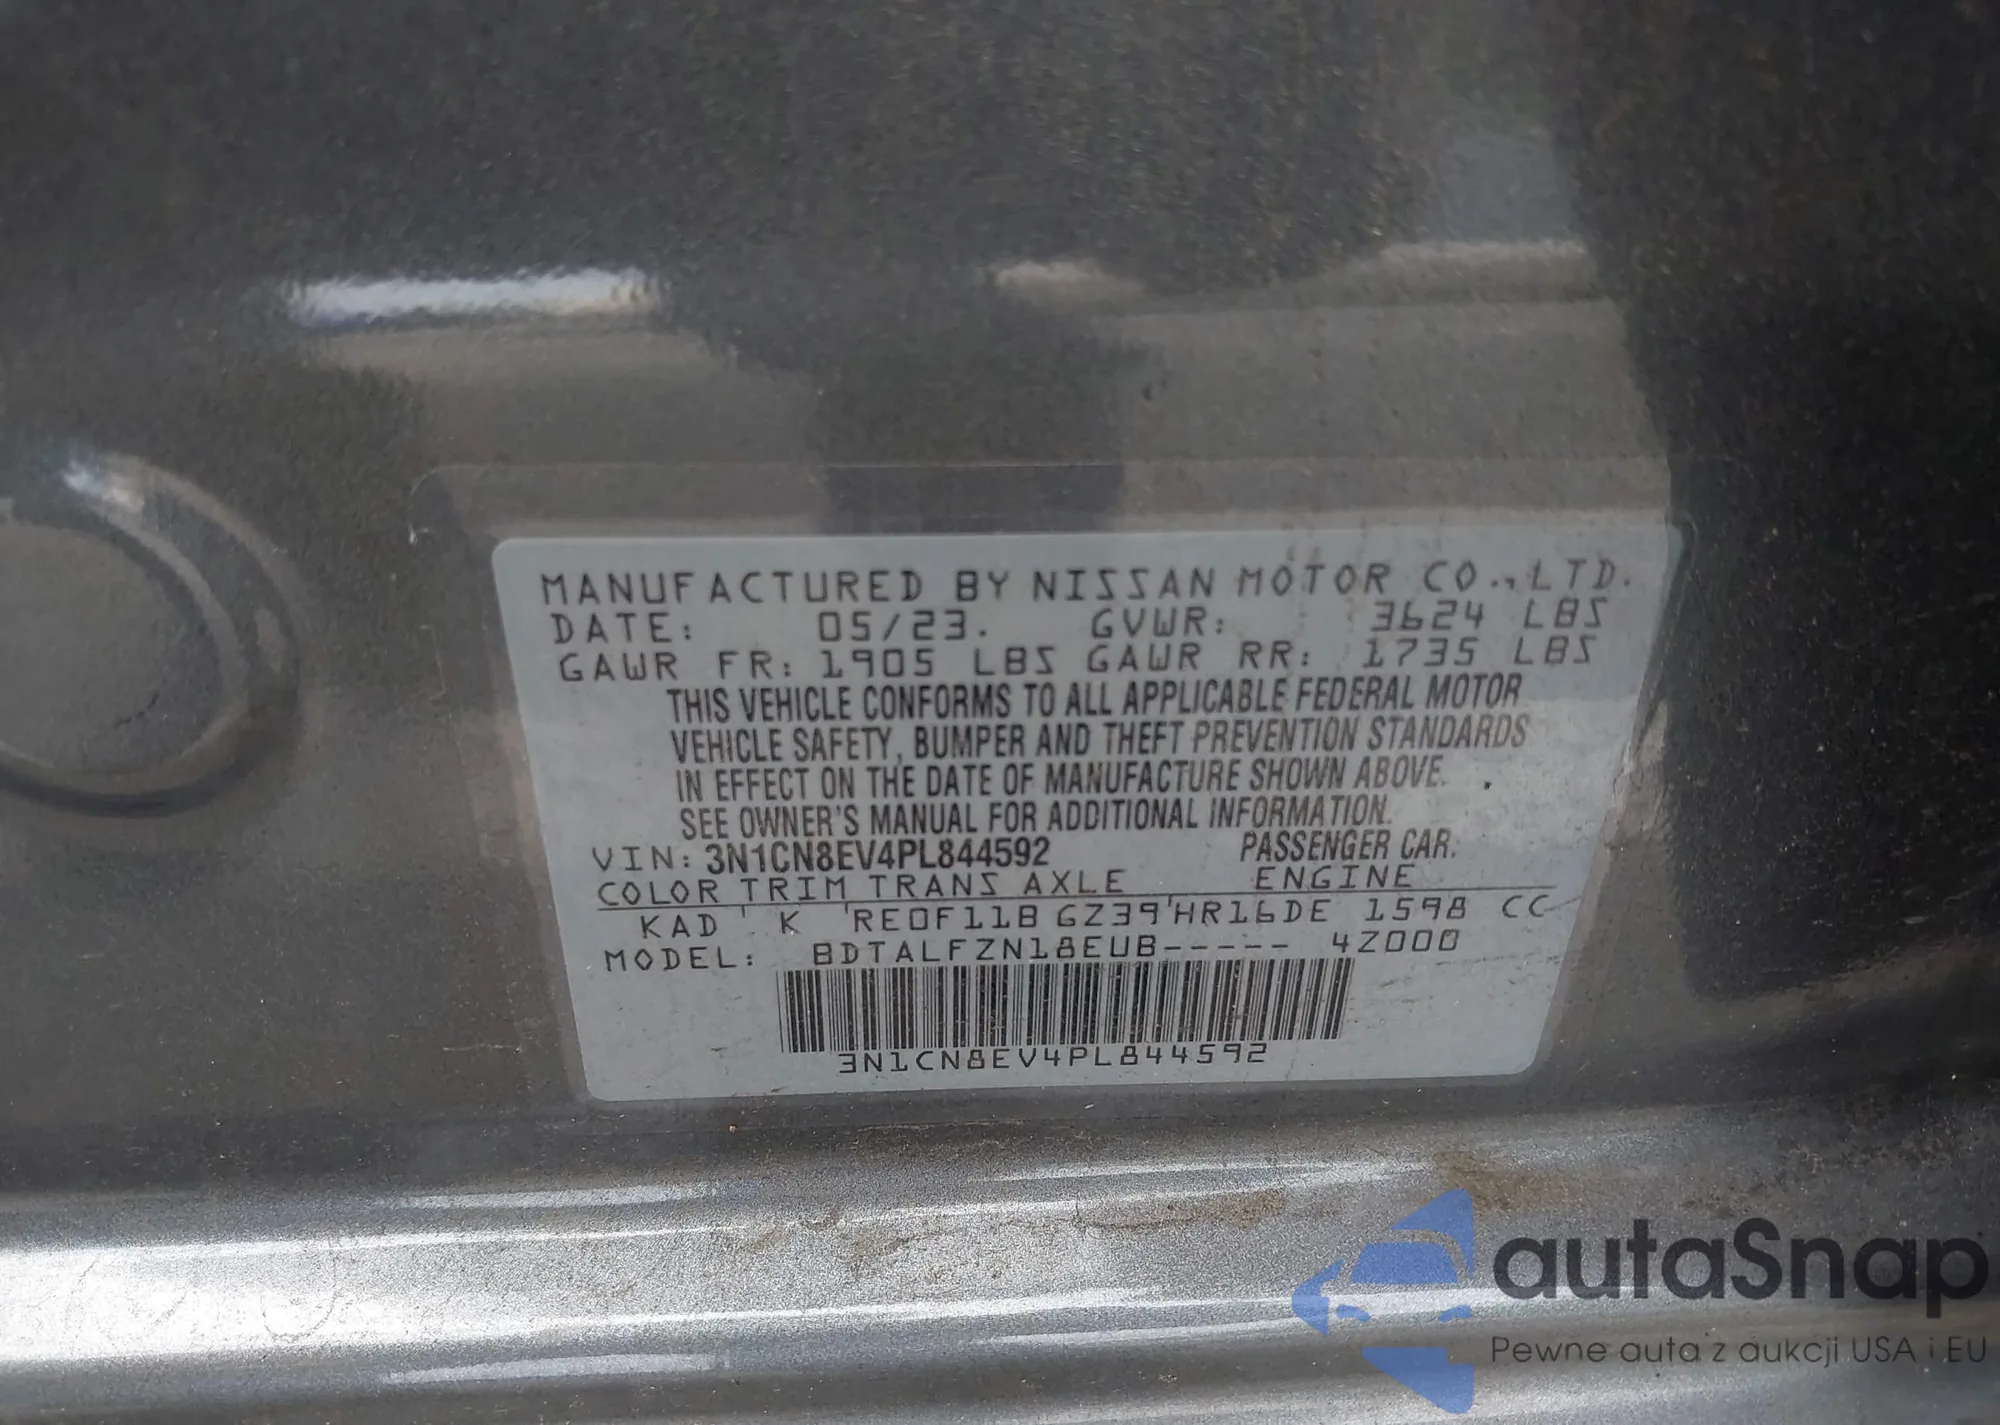 MANUFACTURED BY NISSAN MOTOR CO., LTD.
DATE: 05/23. GVWR: 3624 LBS
GAWR FR: 1905 LBS GAWR RR: 1735 LBS
THIS VEHICLE CONFORMS TO ALL APPLICABLE FEDERAL MOTOR
VEHICLE SAFETY, BUMPER AND THEFT PREVENTION STANDARDS
IN EFFECT ON THE DATE OF MANUFACTURE SHOWN ABOVE.
SEE OWNER'S MANUAL FOR ADDITIONAL INFORMATION.
VIN: 3N1CN8EV4PL844592 PASSENGER CAR.
COLOR TRIM TRANS AXLE ENGINE
KAD K RE0F11B GZ39 HR16DE 1598 CC
MODEL: BDTALFZN18EUB----- 4Z000
3N1CN8EV4PL844592
autaSnap
Pewne auta z aukcji USA i EU